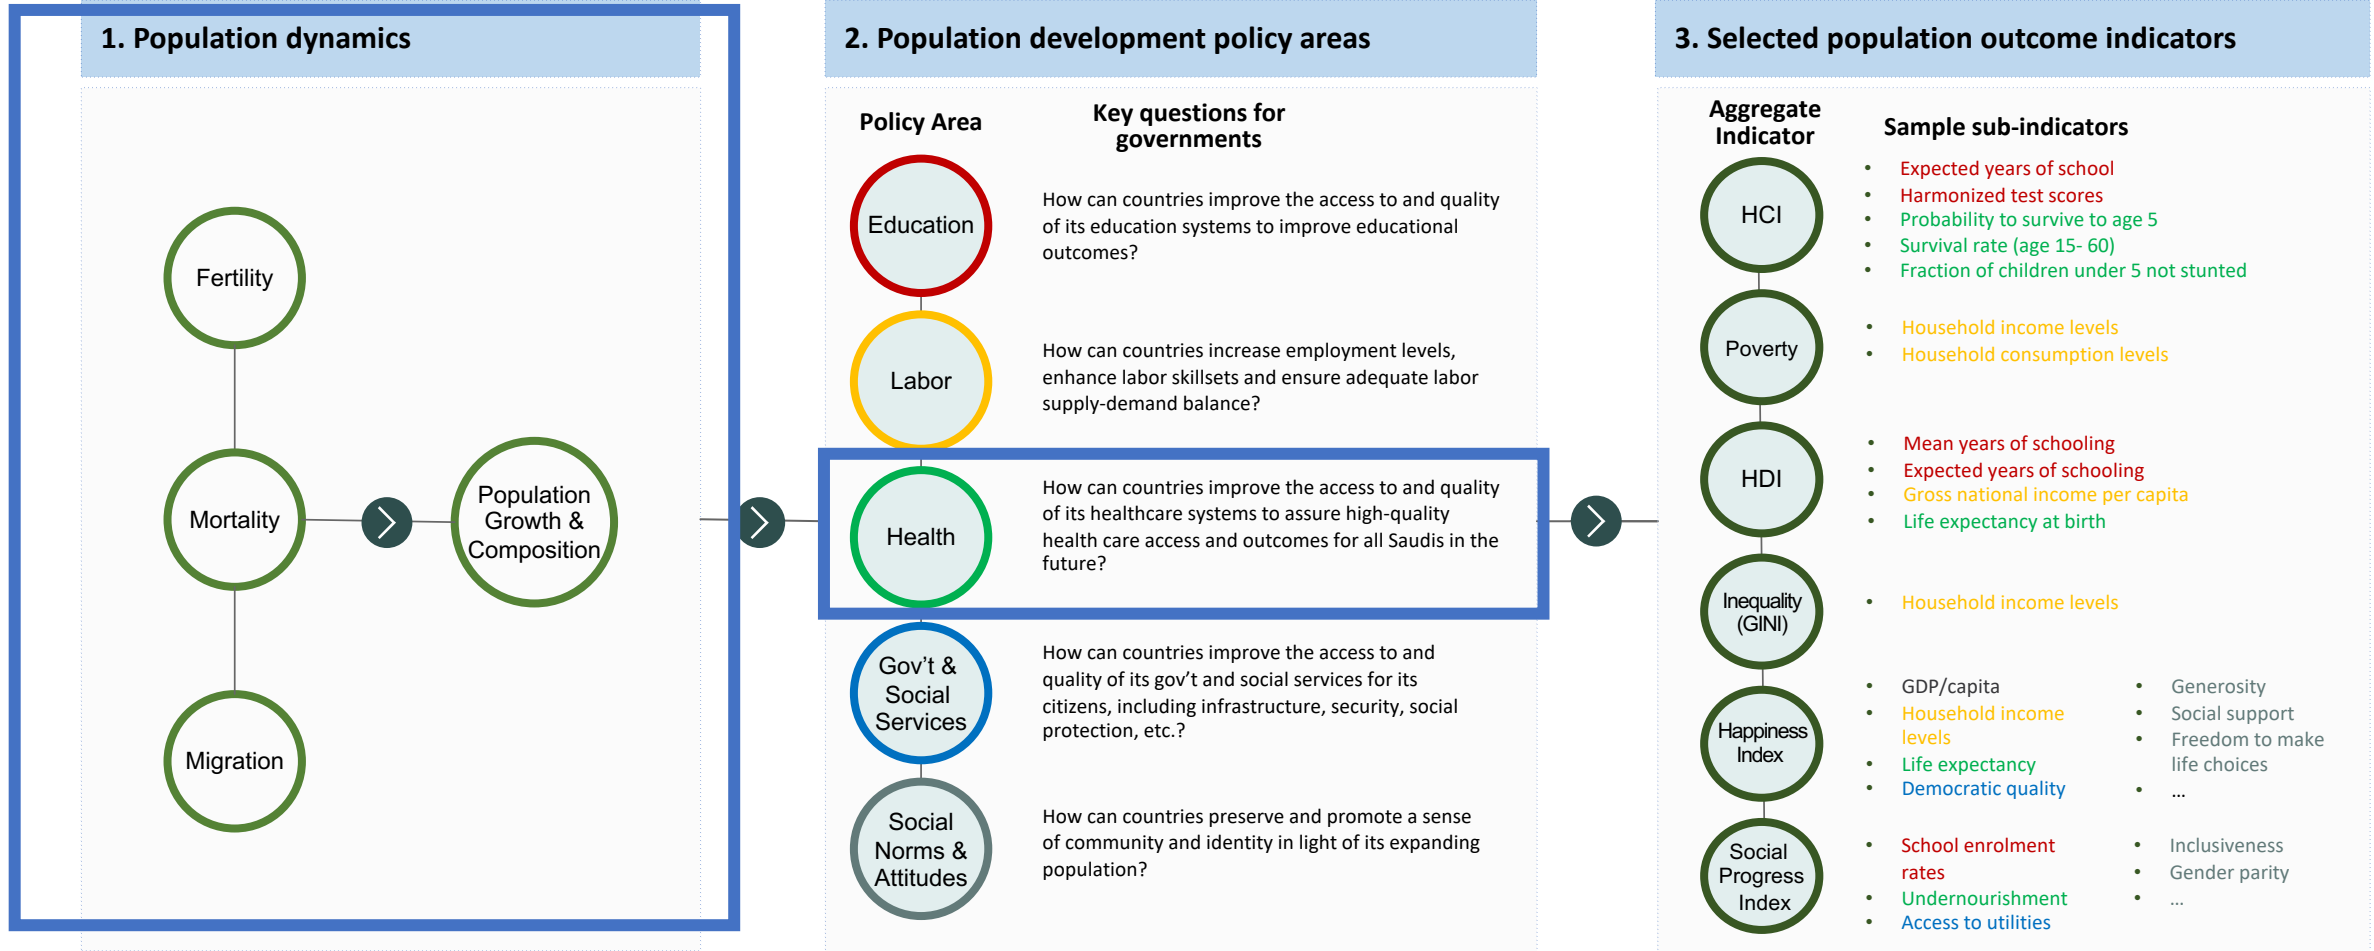 1. Population dynamics
Fertility
Mortality
Migration
Population
Growth &
Composition
2. Population development policy areas
Policy Area
Key questions for
governments
Education
How can countries improve the access to and quality
of its education systems to improve educational
outcomes?
Labor
How can countries increase employment levels,
enhance labor skillsets and ensure adequate labor
supply-demand balance?
Health
How can countries improve the access to and quality
of its healthcare systems to assure high-quality
health care access and outcomes for all Saudis in the
future?
Gov’t &
Social
Services
How can countries improve the access to and
quality of its gov’t and social services for its
citizens, including infrastructure, security, social
protection, etc.?
Social
Norms &
Attitudes
How can countries preserve and promote a sense
of community and identity in light of its expanding
population?
3. Selected population outcome indicators
Aggregate
Indicator
Sample sub-indicators
HCI
• Expected years of school
• Harmonized test scores
• Probability to survive to age 5
• Survival rate (age 15- 60)
• Fraction of children under 5 not stunted
Poverty
• Household income levels
• Household consumption levels
HDI
• Mean years of schooling
• Expected years of schooling
• Gross national income per capita
• Life expectancy at birth
Inequality
(GINI)
• Household income levels
Happiness
Index
• GDP/capita
• Household income
levels
• Life expectancy
• Democratic quality
• Generosity
• Social support
• Freedom to make
life choices
• ...
Social
Progress
Index
• School enrolment
rates
• Undernourishment
• Access to utilities
• Inclusiveness
• Gender parity
• ...